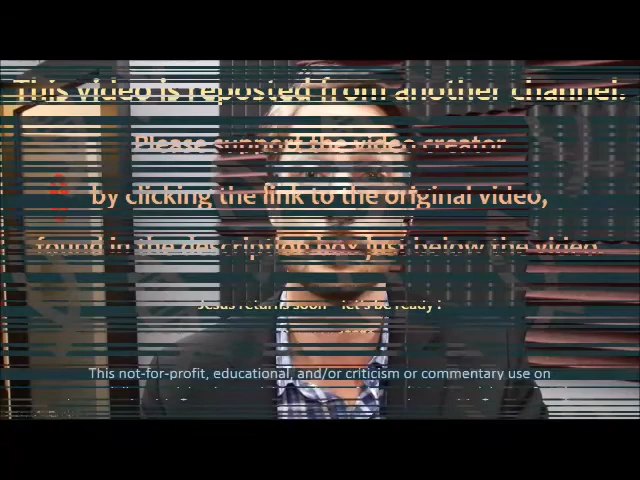 This video is reposted from another channel.
Please support the video creator
by clicking the link to the original video,
found in the description box just below the video.
Jesus returns soon - let's be ready !
This not-for-profit, educational, and/or criticism or commentary use on